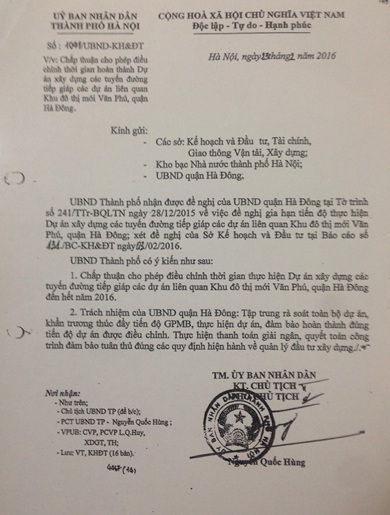 UỶ BAN NHÂN DÂN
THÀNH PHỐ HÀ NỘI
CỘNG HOÀ XÃ HỘI CHỦ NGHĨA VIỆT NAM
Độc lập - Tự do - Hạnh phúc
Số : /UBND-KH&ĐT
Hà Nội, ngày tháng 2 năm 2016
V/v: Chấp thuận cho phép điều
chỉnh thời gian hoàn thành Dự
án xây dựng các tuyến đường
tiếp giáp các dự án liên quan
Khu đô thị mới Văn Phú, quận
Hà Đông.
Kính gửi:
- Các sở: Kế hoạch và Đầu tư, Tài chính,
Giao thông Vận tải, Xây dựng;
- Kho bạc Nhà nước thành phố Hà Nội;
- UBND quận Hà Đông.
UBND Thành phố nhận được đề nghị của UBND quận Hà Đông tại Tờ trình
số 241/TTr-BQLTN ngày 28/12/2015 về việc đề nghị gia hạn tiến độ thực hiện
Dự án xây dựng các tuyến đường tiếp giáp các dự án liên quan Khu đô thị mới Văn
Phú, quận Hà Đông; xét đề nghị của Sở Kế hoạch và Đầu tư tại Báo cáo số
/BC-KH&ĐT ngày /02/2016.
UBND Thành phố có ý kiến như sau:
1. Chấp thuận cho phép điều chỉnh thời gian thực hiện Dự án xây dựng các
tuyến đường tiếp giáp các dự án liên quan Khu đô thị mới Văn Phú, quận Hà Đông
đến hết năm 2016.
2. Trách nhiệm của UBND quận Hà Đông: Tập trung rà soát toàn bộ dự án,
khẩn trương thúc đẩy tiến độ GPMB, thực hiện dự án, đảm bảo hoàn thành đúng
tiến độ dự án được điều chỉnh. Thực hiện thanh toán giải ngân, quyết toán công
trình đảm bảo tuân thủ đúng các quy định hiện hành về quản lý đầu tư xây dựng./.
TM. ỦY BAN NHÂN DÂN
KT. CHỦ TỊCH
PHÓ CHỦ TỊCH
Nơi nhận:
- Như trên;
- Chủ tịch UBND TP (để b/c);
- PCT UBND TP - Nguyễn Quốc Hùng ;
- VPUB: CVP, PCVP L.Q.Huy,
XDGT, TH;
- Lưu: VT, KHĐT (16 bản).
Nguyễn Quốc Hùng